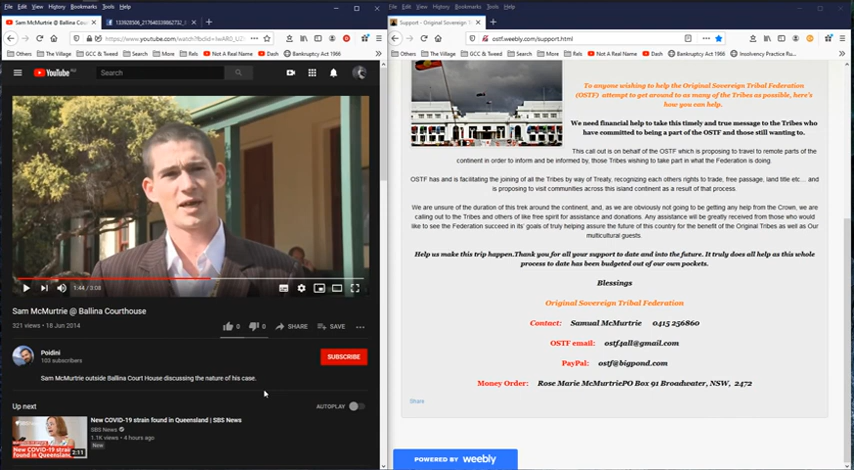 File Edit View History Bookmarks Tools Help
Sam McMurtrie @ Ballina Cou
Others The Village GCC & Tweed Search More Rels Not A Real Name Dash Bankruptcy Act 1966
YouTube
Search
1:44 / 3:08
Sam McMurtrie @ Ballina Courthouse
321 views • 18 Jun 2014
0 0 SHARE SAVE
Poidini
103 subscribers
SUBSCRIBE
Sam McMurtrie outside Ballina Court House discussing the nature of his case.
Up next
AUTOPLAY
New COVID-19 strain found in Queensland | SBS News
SBS News
1.1K views • 4 hours ago
New
New COVID-19 strain found in Queensland
2:11
File Edit View History Bookmarks Tools Help
Support - Original Sovereign Tri
ostf.weebly.com/support.html
Others The Village GCC & Tweed Search More Rels Not A Real Name Dash Bankruptcy Act 1966 Insolvency Practice Ru
To anyone wishing to help the Original Sovereign Tribal Federation
(OSTF) attempt to get around to as many of the Tribes as possible, here's
how you can help.
We need financial help to take this timely and true message to the Tribes who
have committed to being a part of the OSTF and those still wanting to.
This call out is on behalf of the OSTF which is proposing to travel to remote parts of the
continent in order to inform and be informed by, those Tribes wishing to take part in what the Federation is doing.
OSTF has and is facilitating the joining of all the Tribes by way of Treaty, recognizing each others rights to trade, free passage, land title etc... and
is proposing to visit communities across this island continent as a result of that process.
We are unsure of the duration of this trek around the continent, and, as we obviously not going to be getting any help from the Crown, we are
calling out to the Tribes and others of like free spirit for assistance and donations. Any assistance will be greatly received from those who would
like to see the Federation succeed in its' goals of truly helping assure the future of this country for the benefit of the Original Tribes as well as Our
multicultural guests.
Help us make this trip happen.Thank you for all your support to date and into the future. It truly does all help as this whole
process to date has been budgeted out of our own pockets.
Blessings
Original Sovereign Tribal Federation
Contact: Samual McMurtrie 0415 256860
OSTF email: ostf4all@gmail.com
PayPal: ostf@bigpond.com
Money Order: Rose Marie McMurtriePO Box 91 Broadwater, NSW, 2472
Share
POWERED BY weebly